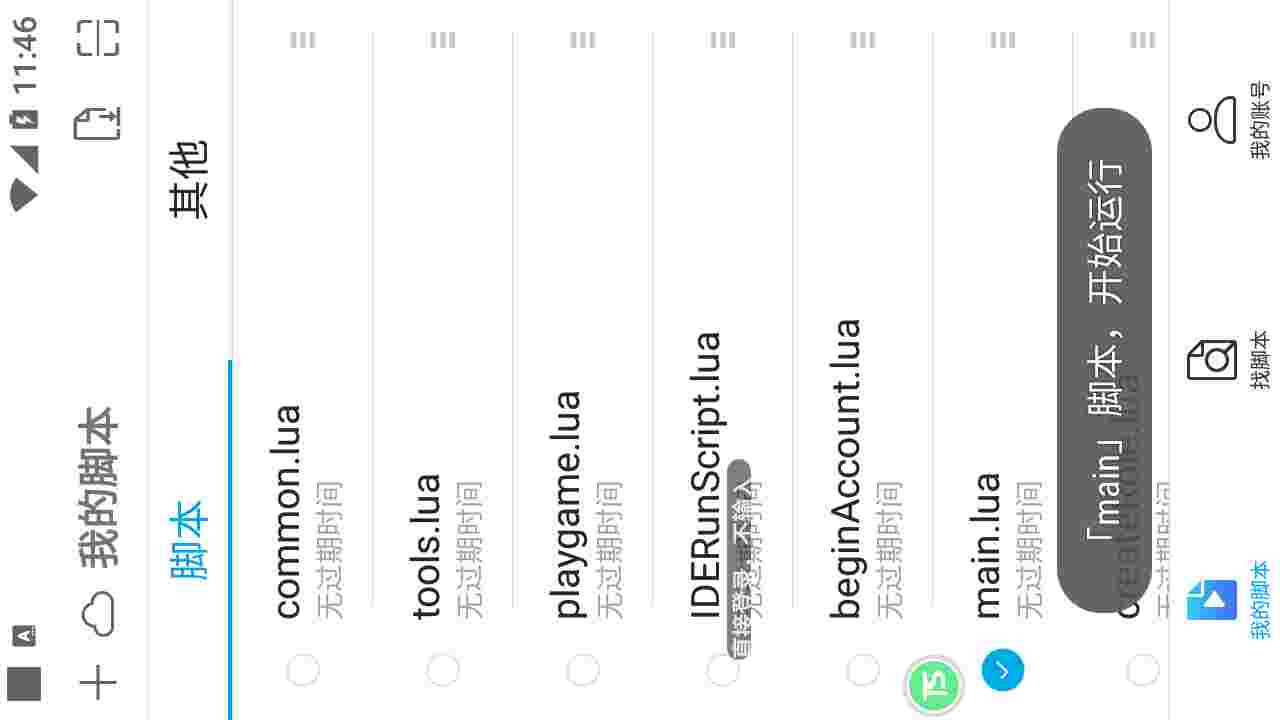 11:46
A
我的脚本
脚本
其他
common.lua
无过期时间
tools.lua
无过期时间
playgame.lua
无过期时间
IDERunScript.lua
无过期时间
直接登录,不输入
beginAccount.lua
无过期时间
TS
main.lua
无过期时间
「main」脚本，开始运行
createRole.lua
无过期时间
我的脚本
找脚本
我的账号